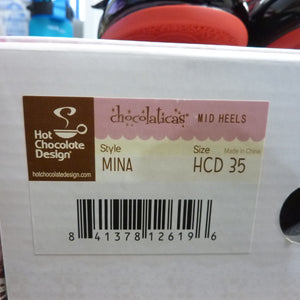 Hot
Chocolate
Design®
hotchocolatedesign.com
chocolaticas® MID HEELS
Style
MINA
Size
Made in China
HCD 35
8 41378 12619 6